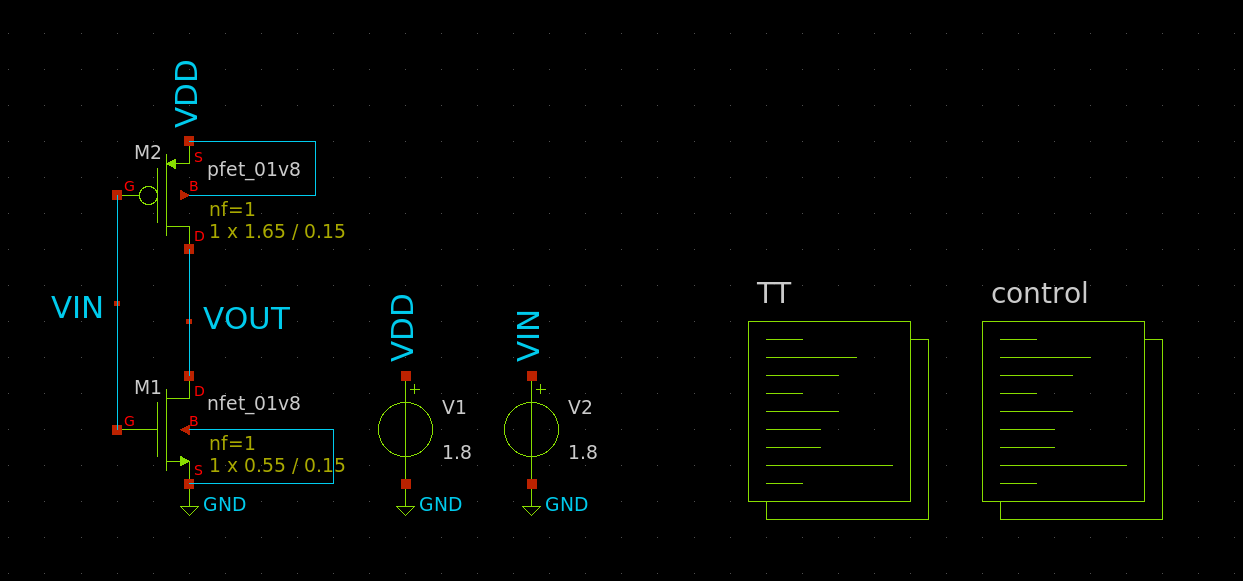 VDD
M2
S
pfet_01v8
G
B
nf=1
1 x 1.65 / 0.15
D
VIN
VOUT
M1
D
nfet_01v8
G
B
nf=1
1 x 0.55 / 0.15
S
GND
VDD
+
V1
1.8
GND
VIN
+
V2
1.8
GND
TT
control